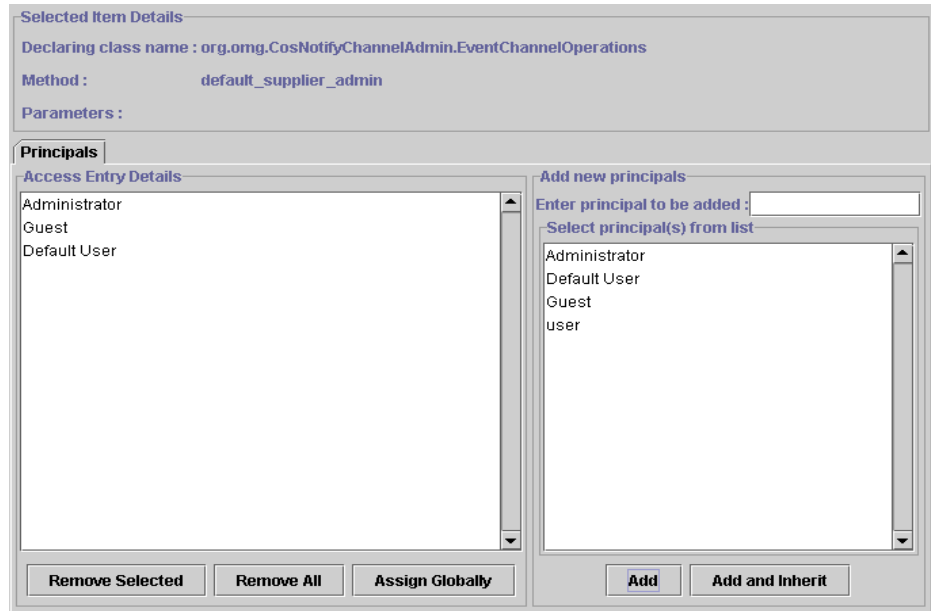 Selected Item Details
Declaring class name : org.omg.CosNotifyChannelAdmin.EventChannelOperations
Method : default_supplier_admin
Parameters :
Principals
Access Entry Details
Administrator
Guest
Default User
Remove Selected Remove All Assign Globally
Add new principals
Enter principal to be added :
Select principal(s) from list
Administrator
Default User
Guest
user
Add Add and Inherit